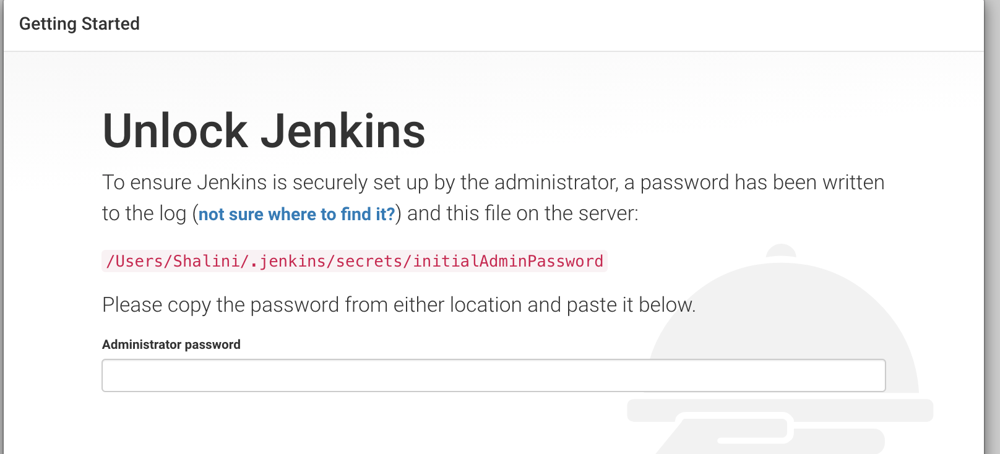 Getting Started
Unlock Jenkins
To ensure Jenkins is securely set up by the administrator, a password has been written
to the log (not sure where to find it?) and this file on the server:
/Users/Shalini/.jenkins/secrets/initialAdminPassword
Please copy the password from either location and paste it below.
Administrator password